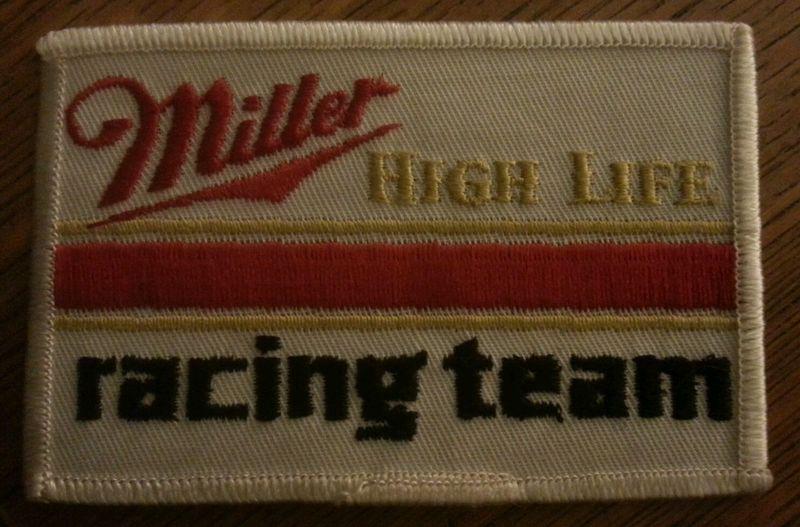 Miller
High Life
racing team